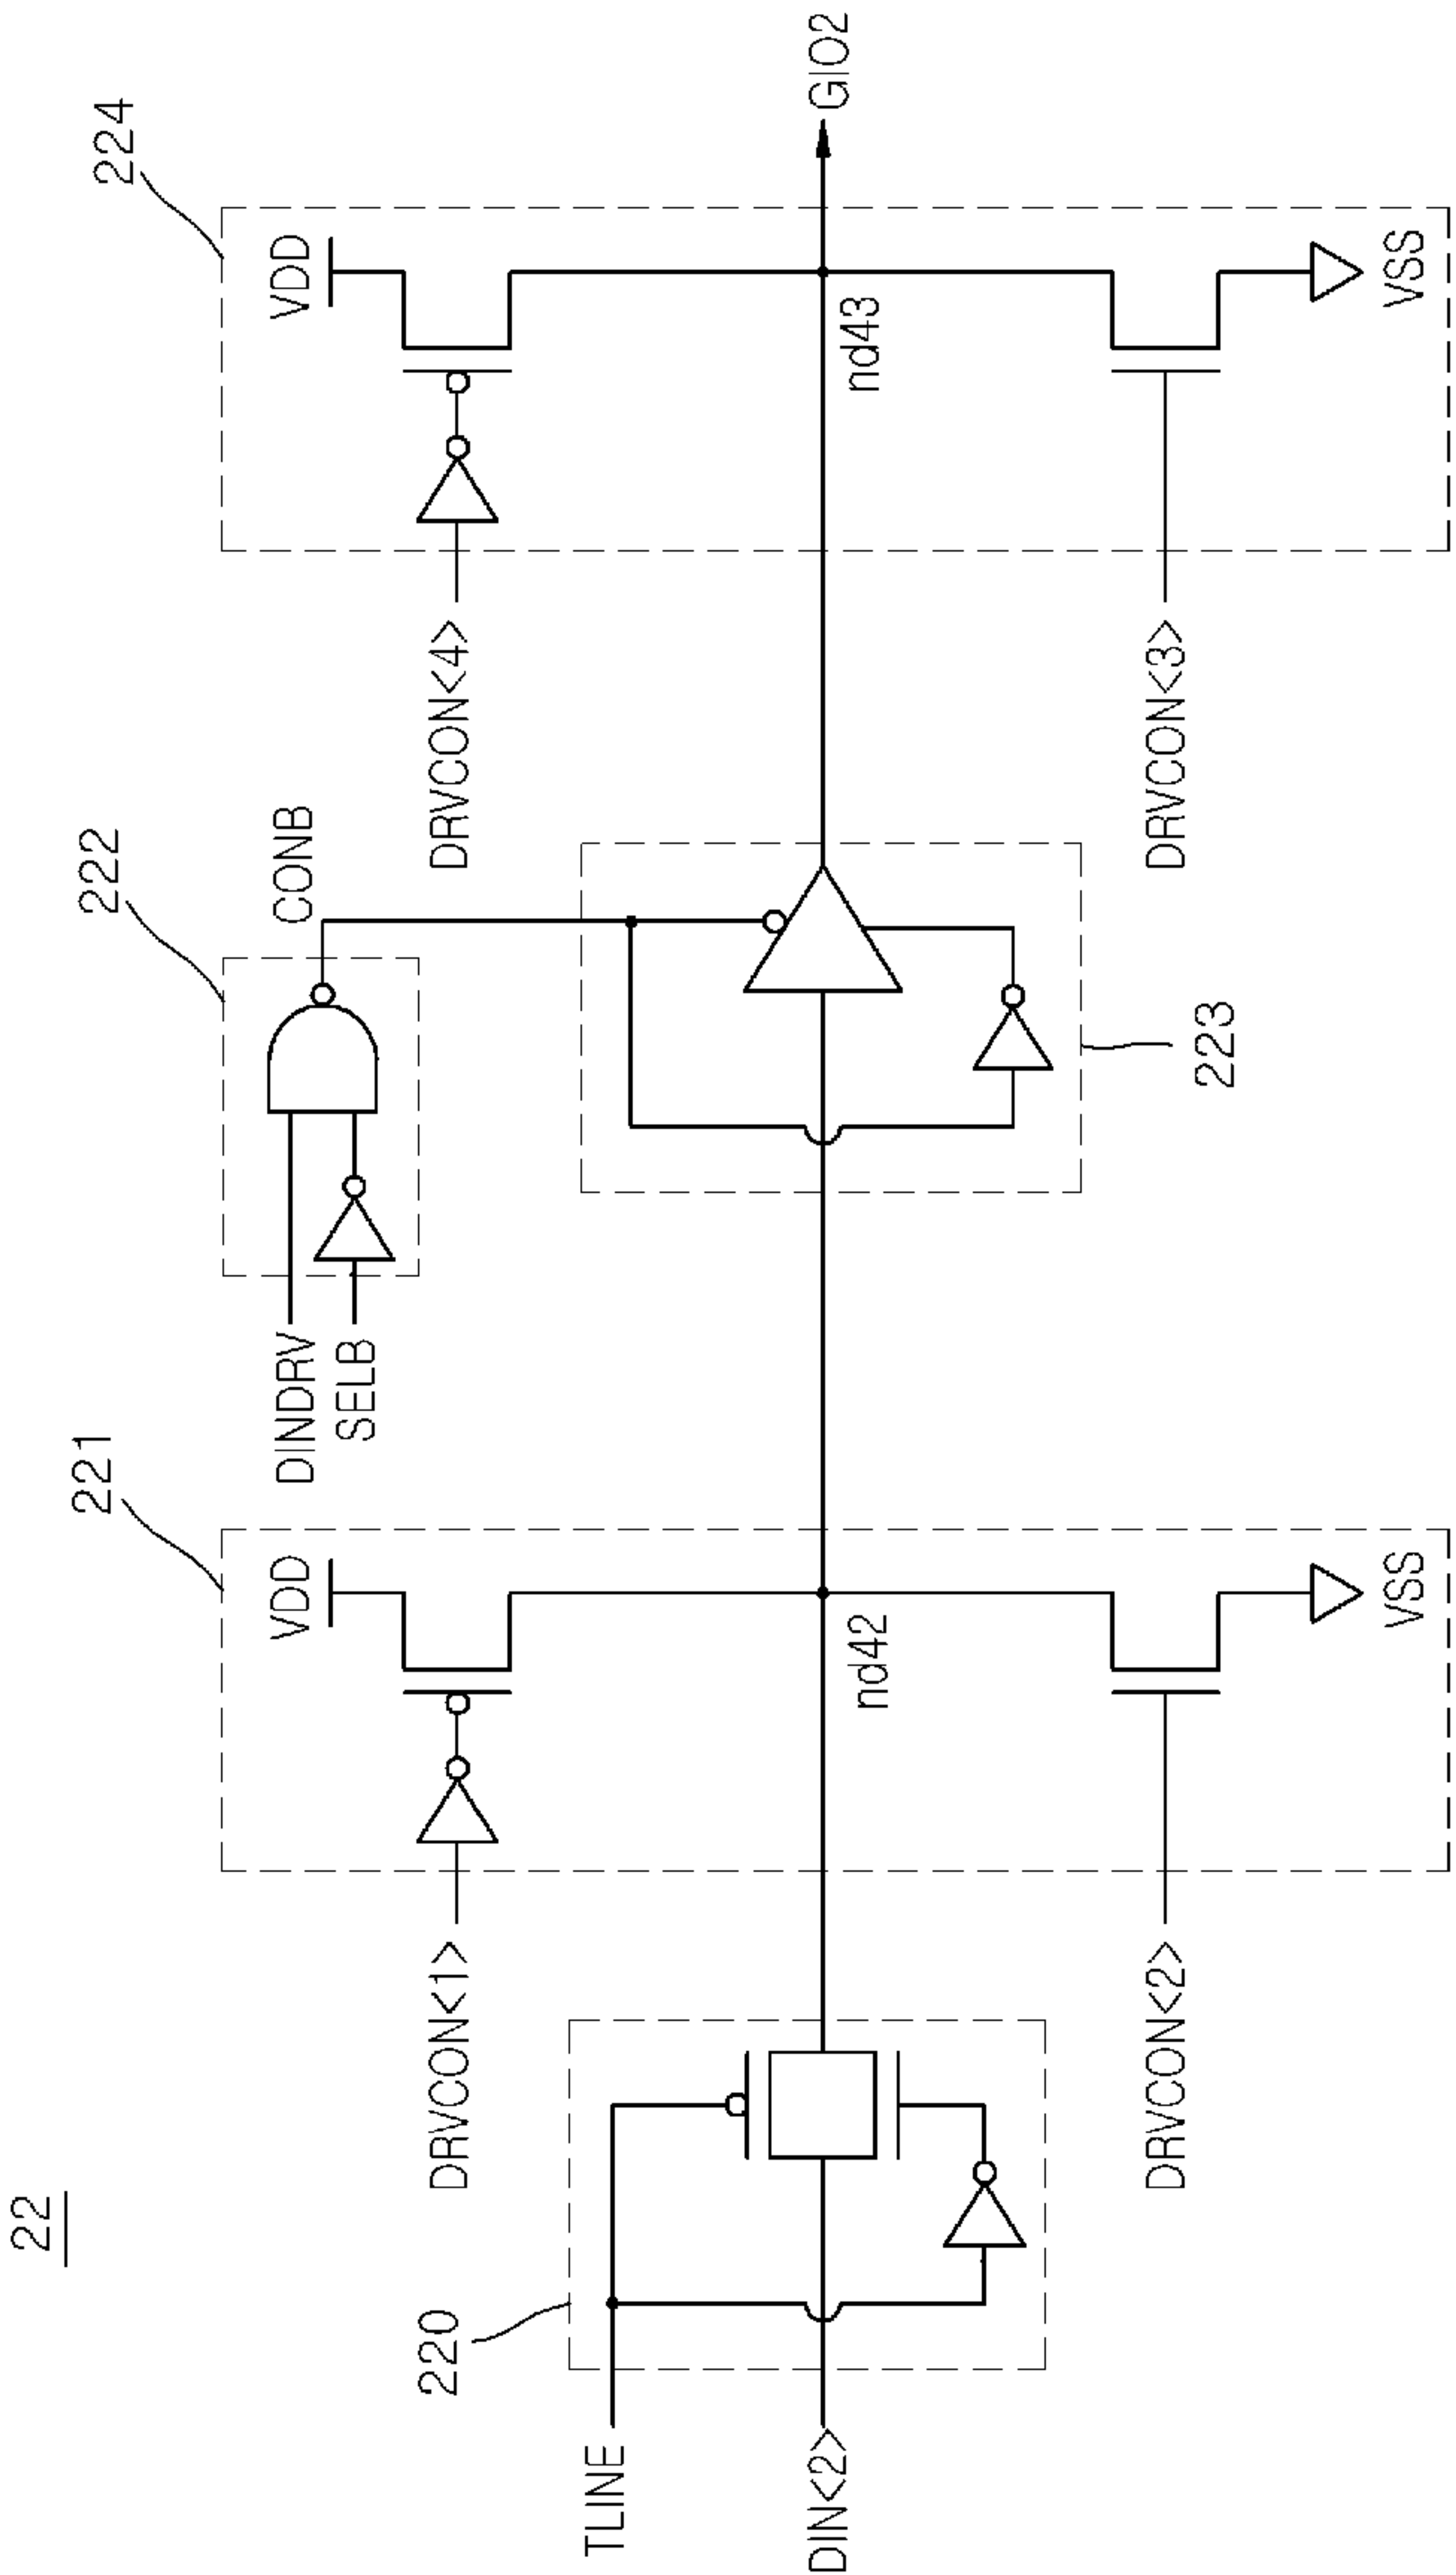 22
TLINE
DIN<2>
220
DRVCON<1>
DRVCON<2>
221
VDD
nd42
VSS
DINDRV
SELB
222
CONB
223
DRVCON<4>
DRVCON<3>
224
VDD
nd43
VSS
GIO2